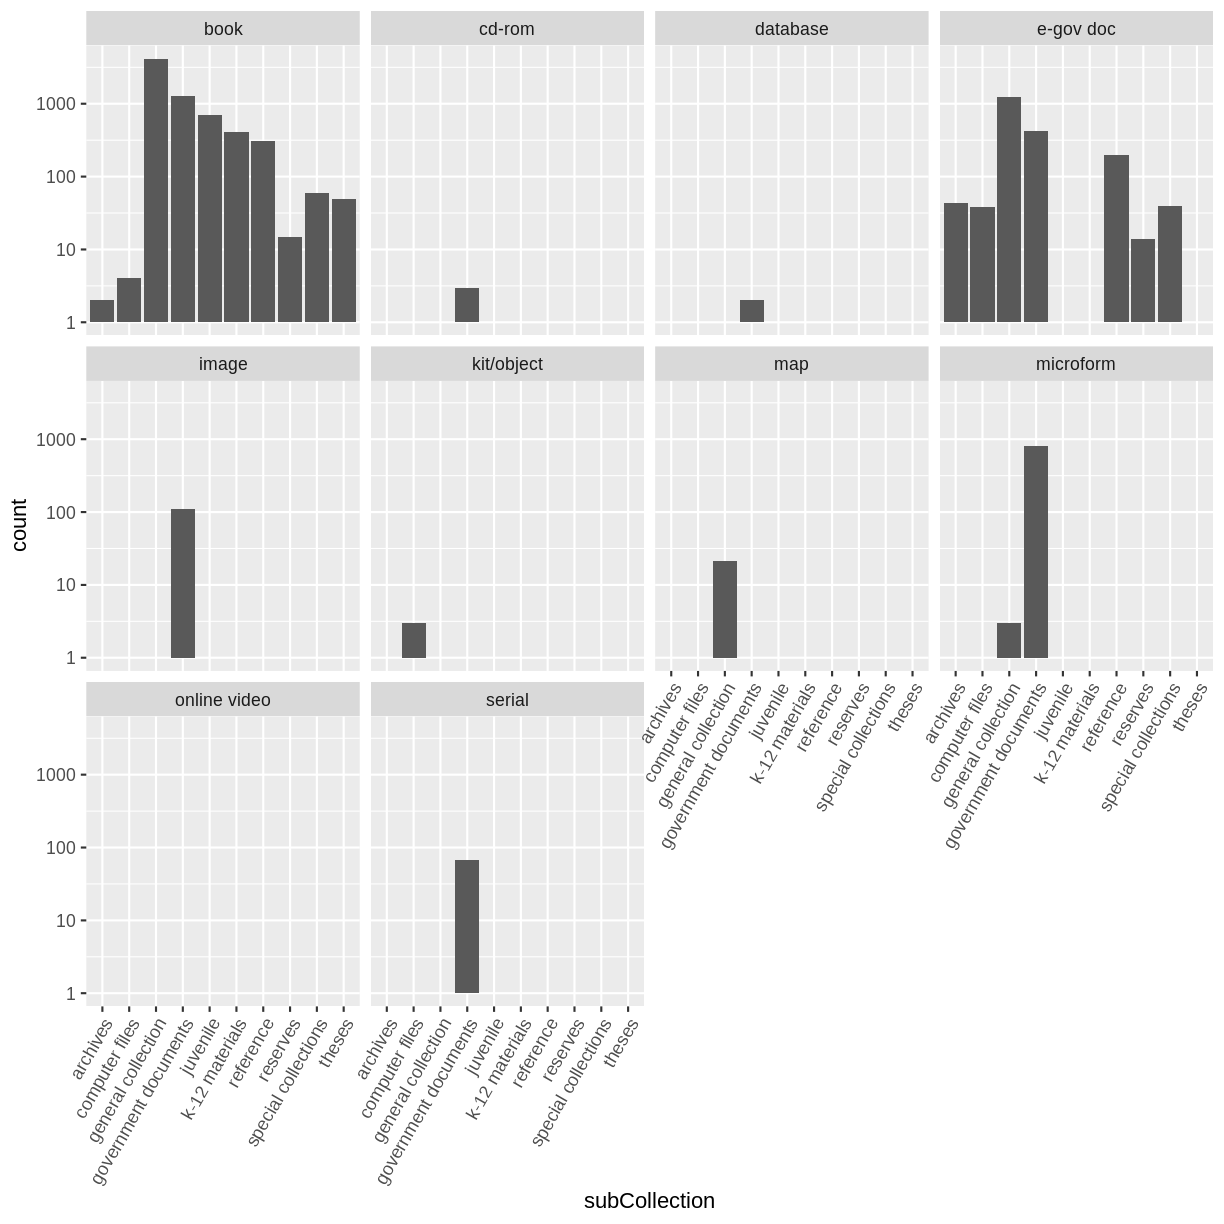 book
cd-rom
database
e-gov doc
1000
100
10
1
image
kit/object
map
microform
count
1000
100
10
1
archives
computer files
general collection
government documents
juvenile
k-12 materials
reference
reserves
special collections
theses
archives
computer files
general collection
government documents
juvenile
k-12 materials
reference
reserves
special collections
theses
online video
serial
1000
100
10
1
archives
computer files
general collection
government documents
juvenile
k-12 materials
reference
reserves
special collections
theses
archives
computer files
general collection
government documents
juvenile
k-12 materials
reference
reserves
special collections
theses
subCollection